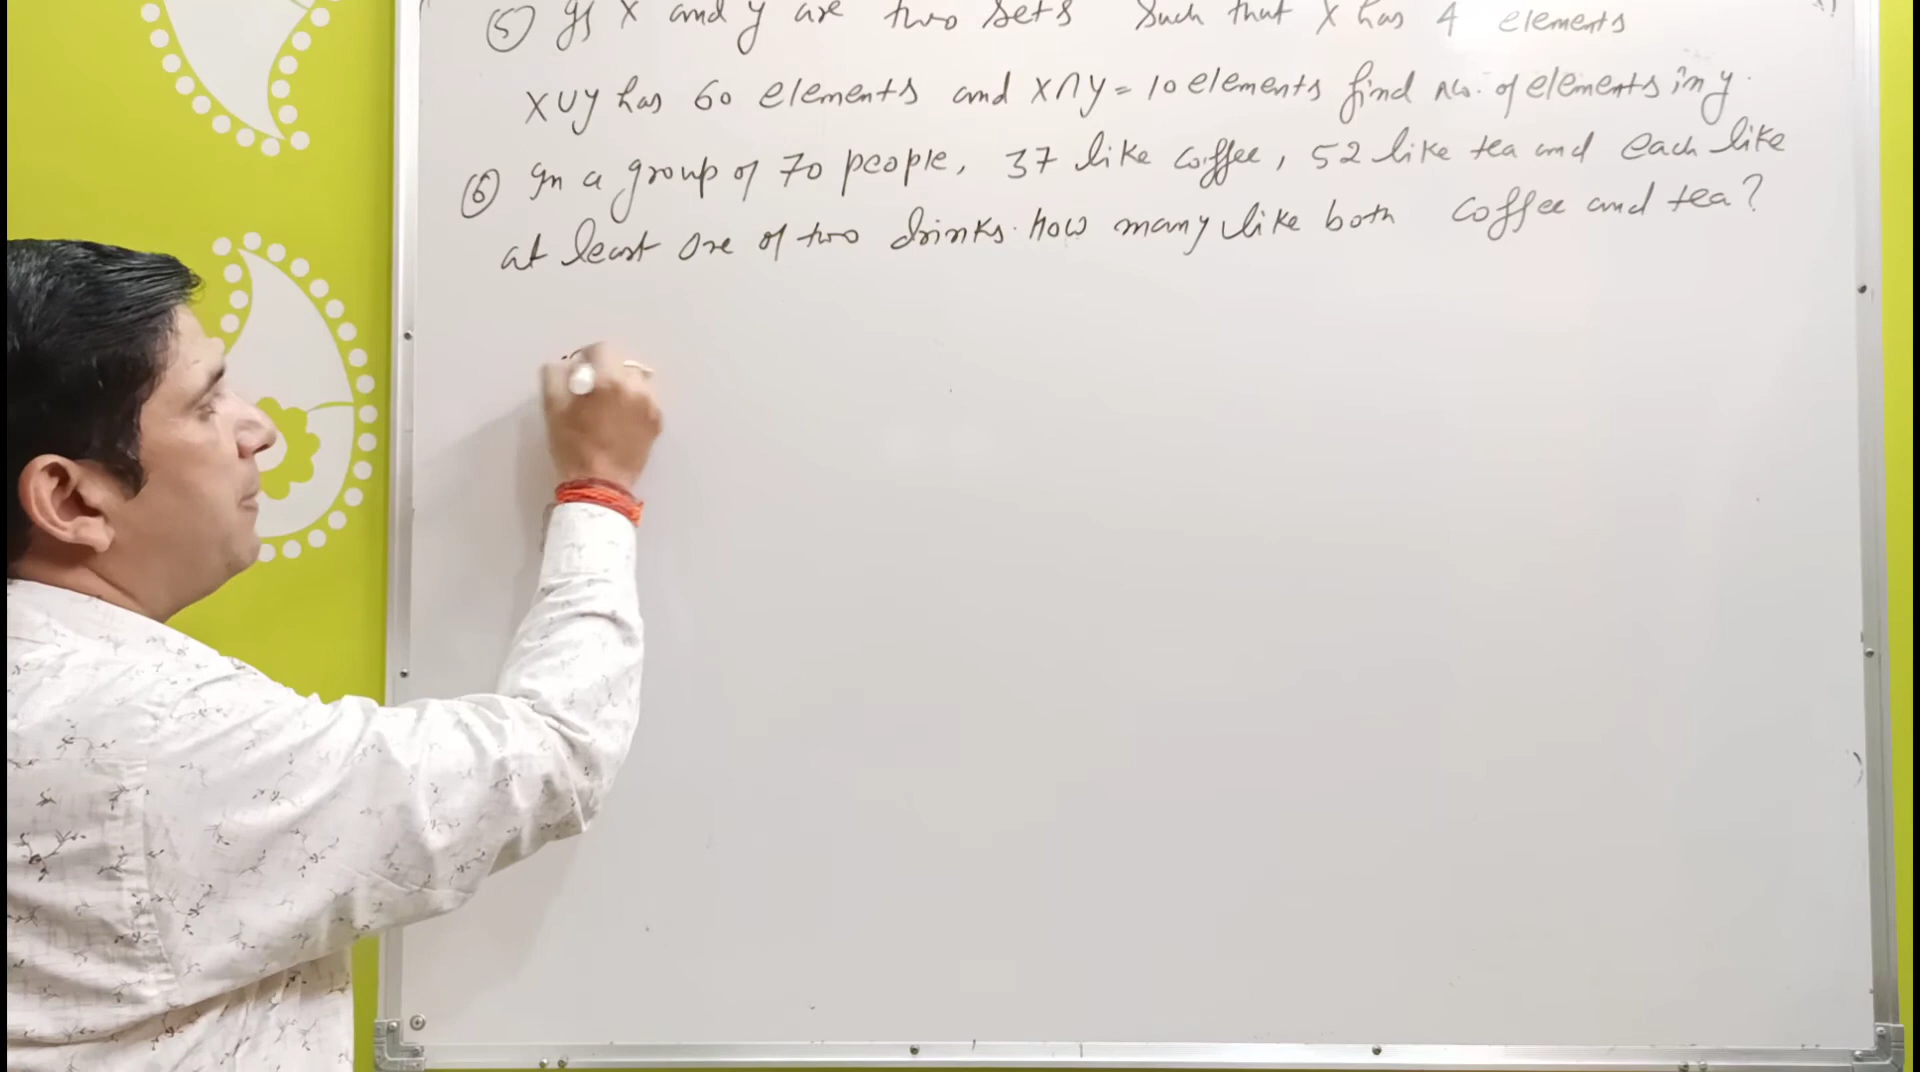 ⑤ If X and Y are two sets such that X has 4 elements
X∪Y has 60 elements and X∩Y = 10 elements find no. of elements in Y.
⑥ In a group of 70 people, 37 like coffee, 52 like tea and each like
at least one of two drinks. How many like both coffee and tea?